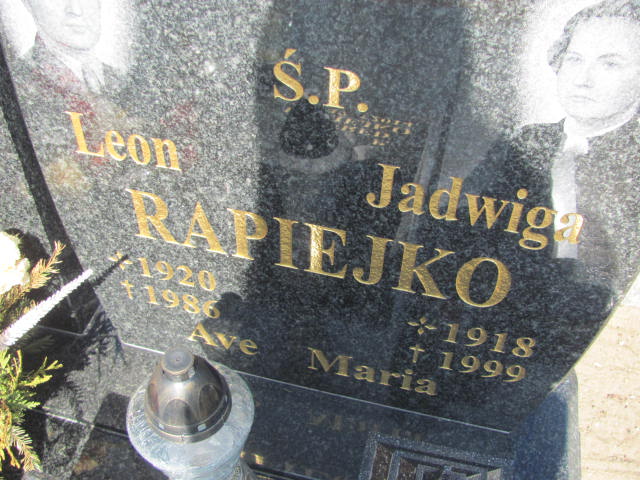 Ś.P.
Leon
Jadwiga
RAPIEJKO
1920
† 1986
1918
† 1999
Ave Maria